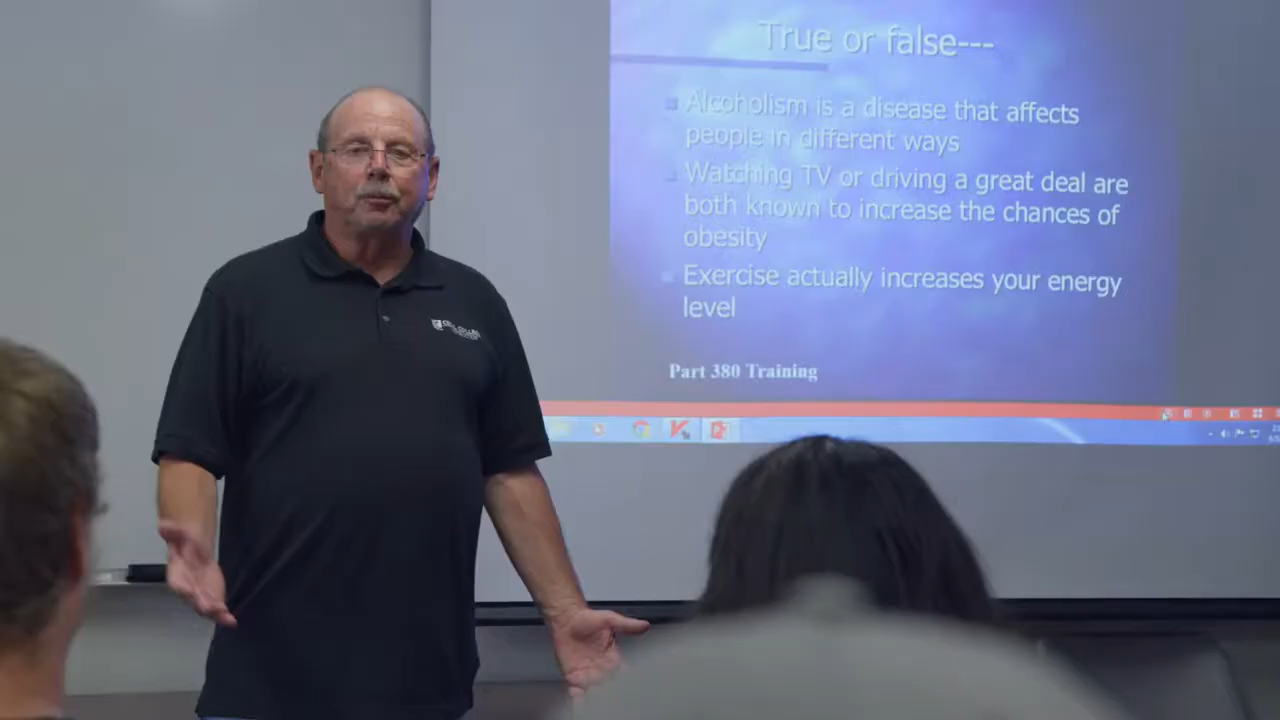 True or false---
Alcoholism is a disease that affects
people in different ways
Watching TV or driving a great deal are
both known to increase the chances of
obesity
Exercise actually increases your energy
level
Part 380 Training